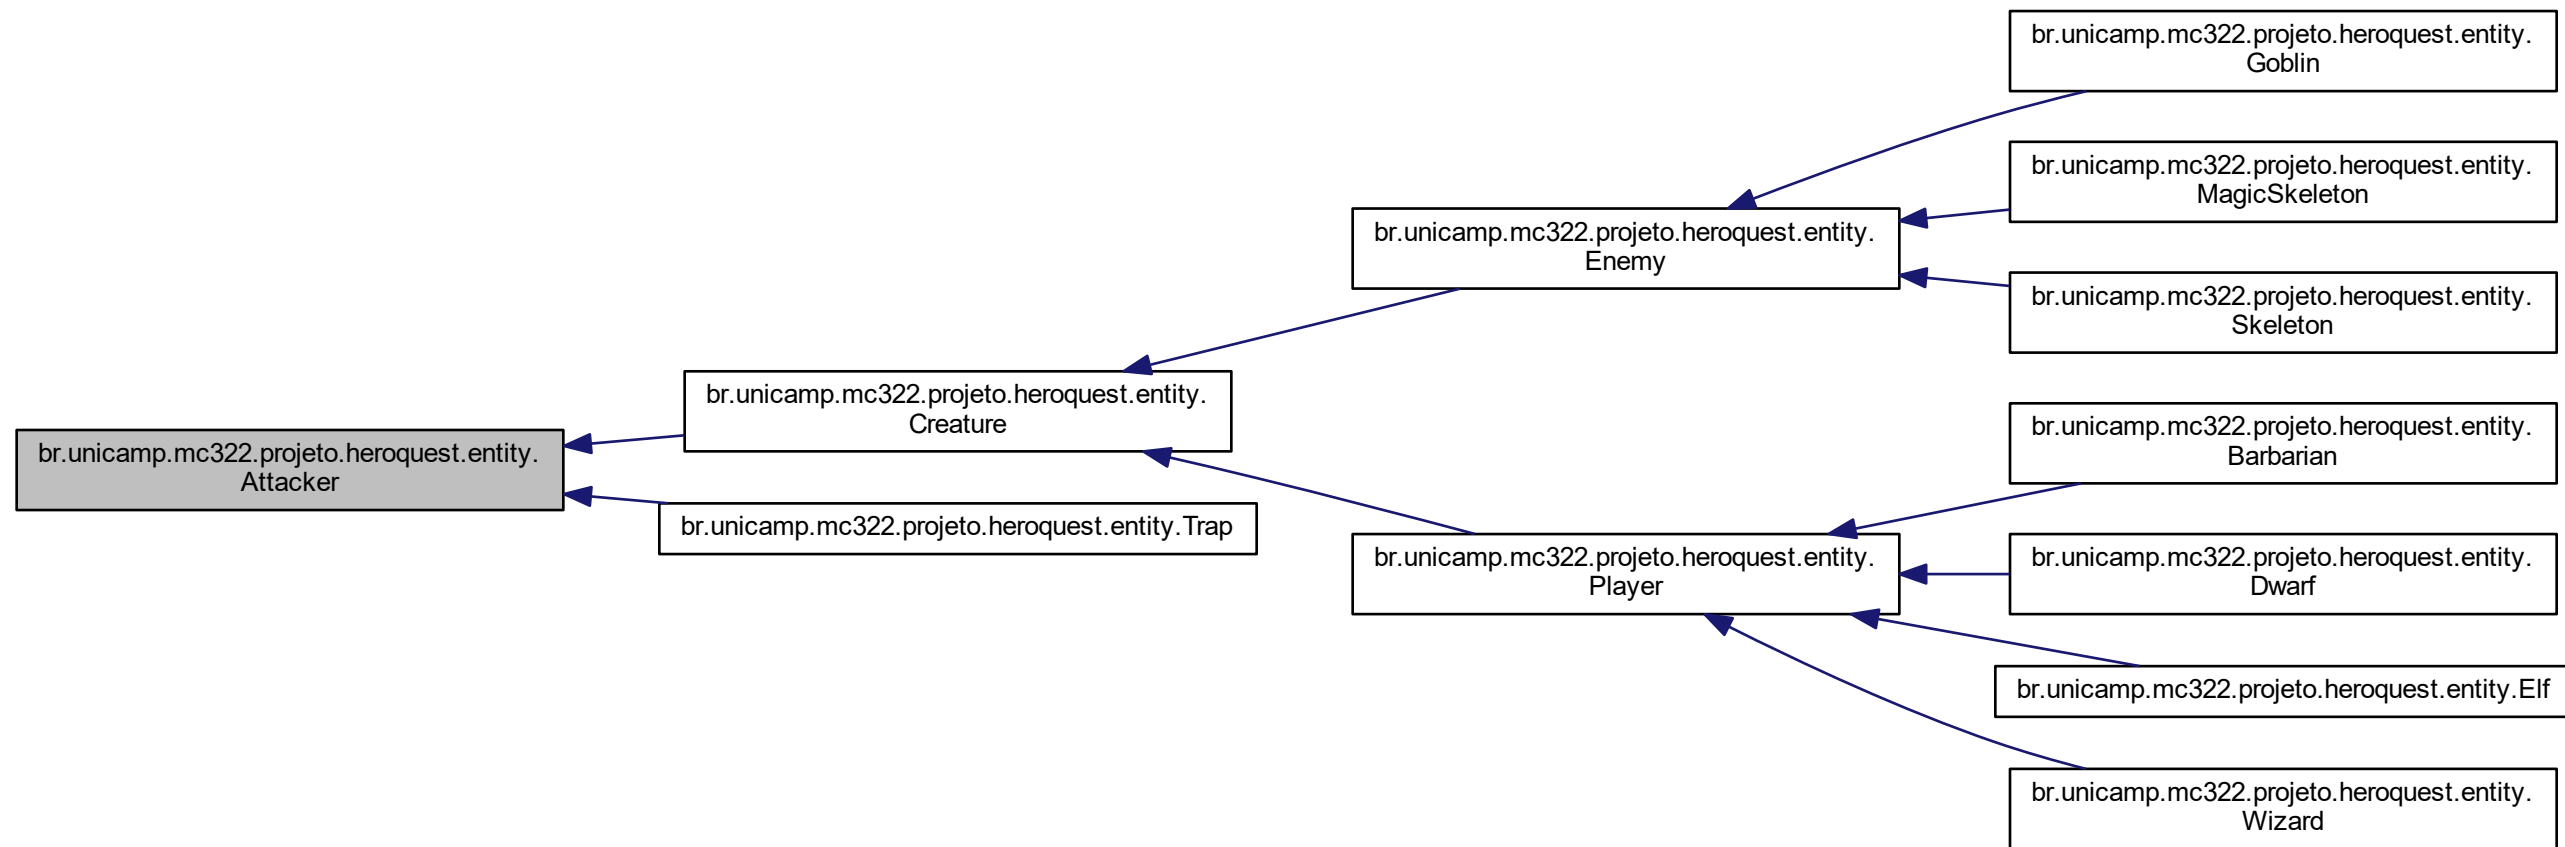 br.unicamp.mc322.projeto.heroquest.entity.
Goblin
br.unicamp.mc322.projeto.heroquest.entity.
MagicSkeleton
br.unicamp.mc322.projeto.heroquest.entity.
Enemy
br.unicamp.mc322.projeto.heroquest.entity.
Skeleton
br.unicamp.mc322.projeto.heroquest.entity.
Creature
br.unicamp.mc322.projeto.heroquest.entity.
Barbarian
br.unicamp.mc322.projeto.heroquest.entity.
Attacker
br.unicamp.mc322.projeto.heroquest.entity.Trap
br.unicamp.mc322.projeto.heroquest.entity.
Player
br.unicamp.mc322.projeto.heroquest.entity.
Dwarf
br.unicamp.mc322.projeto.heroquest.entity.Elf
br.unicamp.mc322.projeto.heroquest.entity.
Wizard